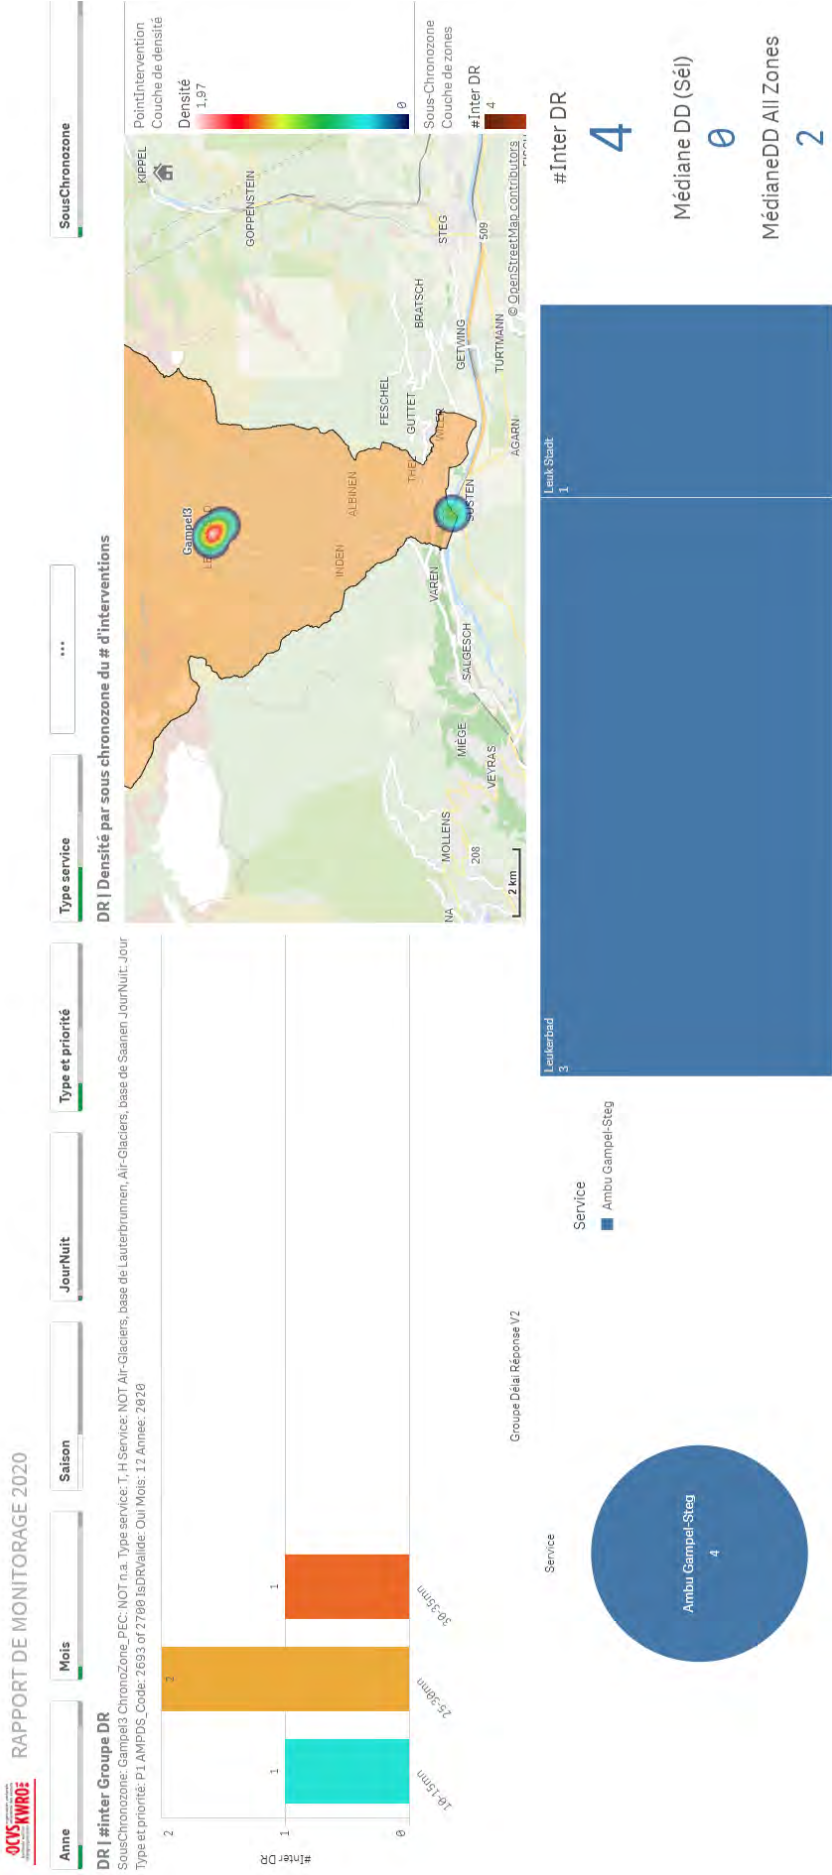 OCVS
KWRO
RAPPORT DE MONITORAGE 2020
Anne
Mois
Saison
JourNuit
Type et priorité
Type service
...
SousChronozone
DR | #inter Groupe DR
SousChronozone: Gampel3 ChronoZone_PEC: NOT n.a. Type service: T, H Service: NOT Air-Glaciers, base de Lauterbrunnen, Air-Glaciers, base de Saanen JourNuit: Jour
Type et priorité: P1 AMPDS_Code: 2693 of 2700 IsDRValide: Oui Mois: 12 Annee: 2020
#Inter DR
2
1
0
1
2
1
10-15mn
25-30mn
30-35mn
Groupe Délai Réponse V2
DR | Densité par sous chronozone du # d'interventions
KIPPEL
GOPPENSTEIN
Gampel3
ALBINEN
INDEN
FESCHEL
GUTTET
BRATSCH
STEG
509
VAREN
SUSTEN
GETWING
TURTMANN
AGARN
SALGESCH
MIÈGE
VEYRAS
MOLLENS
208
NA
2 km
© OpenStreetMap contributors
PointIntervention
Couche de densité
Densité
1,97
0
Sous-Chronozone
Couche de zones
#Inter DR
4
Service
Ambu Gampel-Steg
4
Service
Ambu Gampel-Steg
Leukerbad
3
Leuk Stadt
1
#Inter DR
4
Médiane DD (Sél)
0
MédianeDD All Zones
2